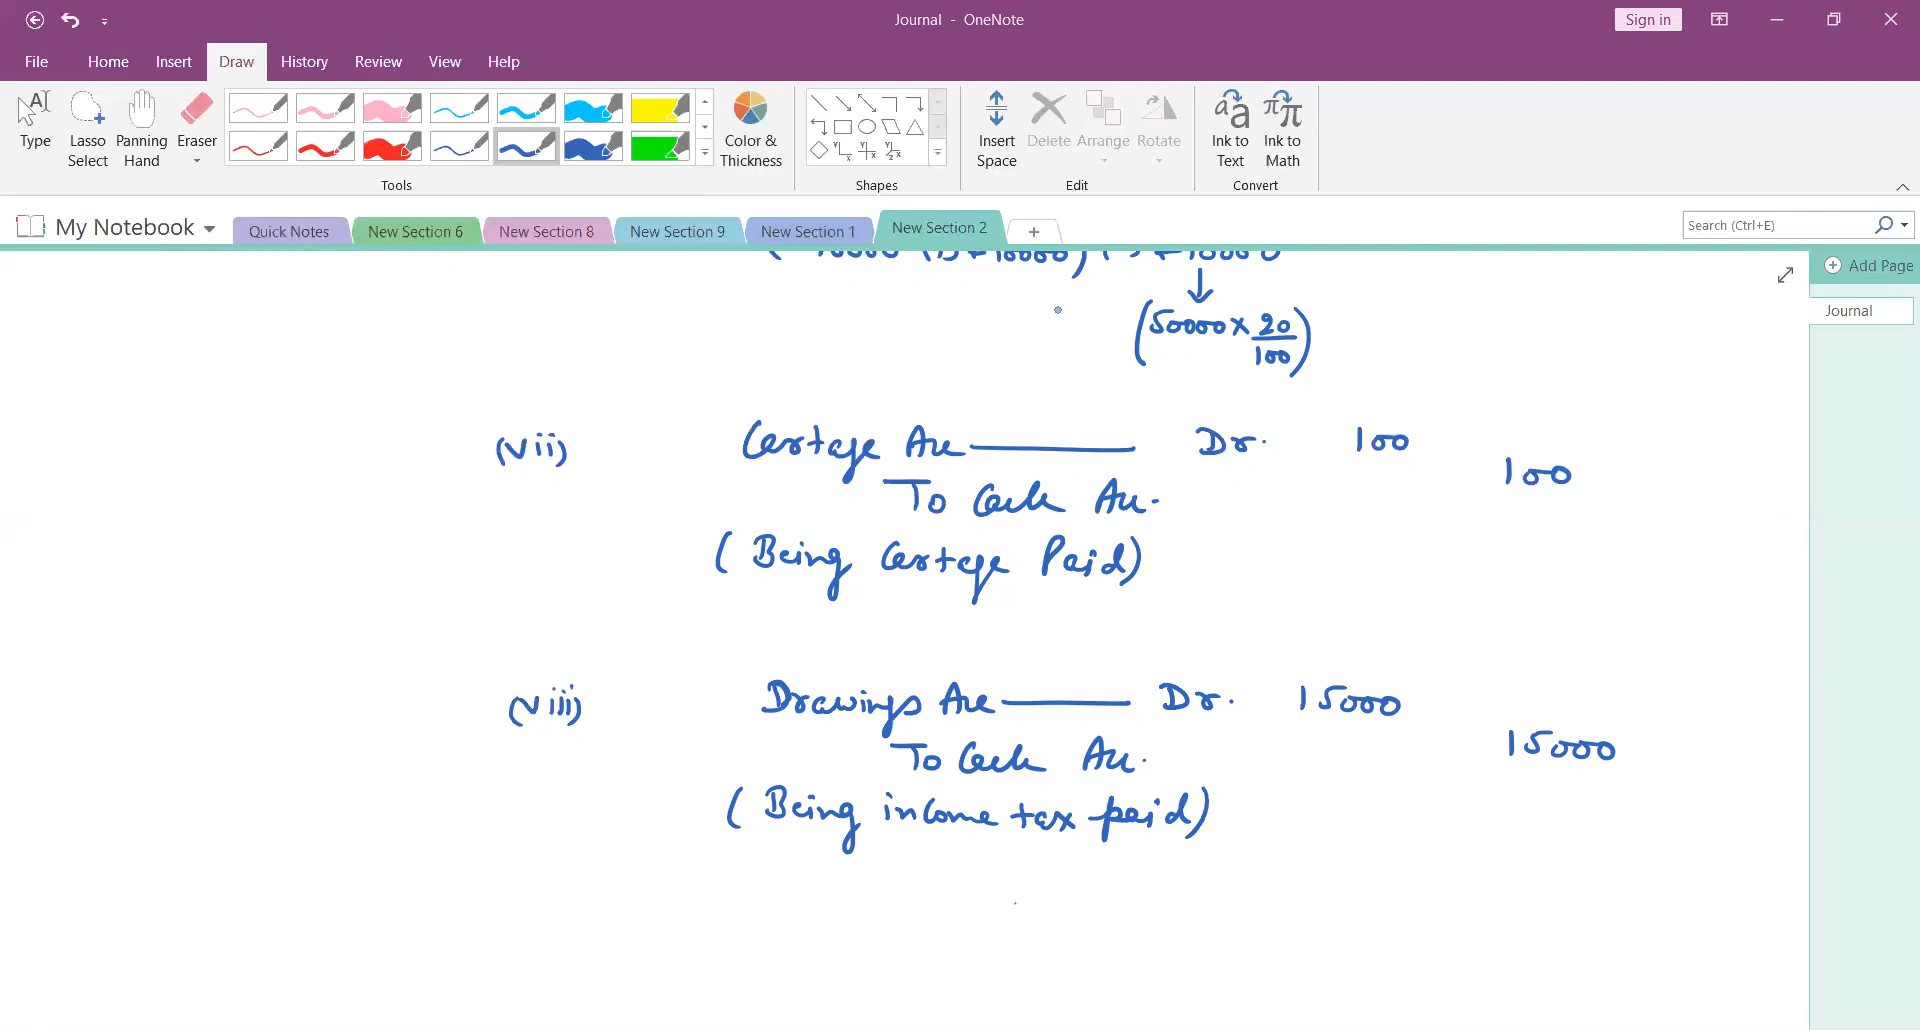 Journal - OneNote
Sign in
File Home Insert Draw History Review View Help
Type
Lasso Select
Panning Hand
Eraser
Color & Thickness
Insert Space
Delete
Arrange
Rotate
Ink to Text
Ink to Math
Tools
Shapes
Edit
Convert
My Notebook
Quick Notes
New Section 6
New Section 8
New Section 9
New Section 1
New Section 2
Search (Ctrl+E)
Add Page
Journal
(50000 × 20/100)
(vii) Cartage A/c Dr. 100
To Cash A/c. 100
(Being Cartage Paid)
(viii) Drawings A/c Dr. 15000
To Cash A/c. 15000
(Being income tax paid)